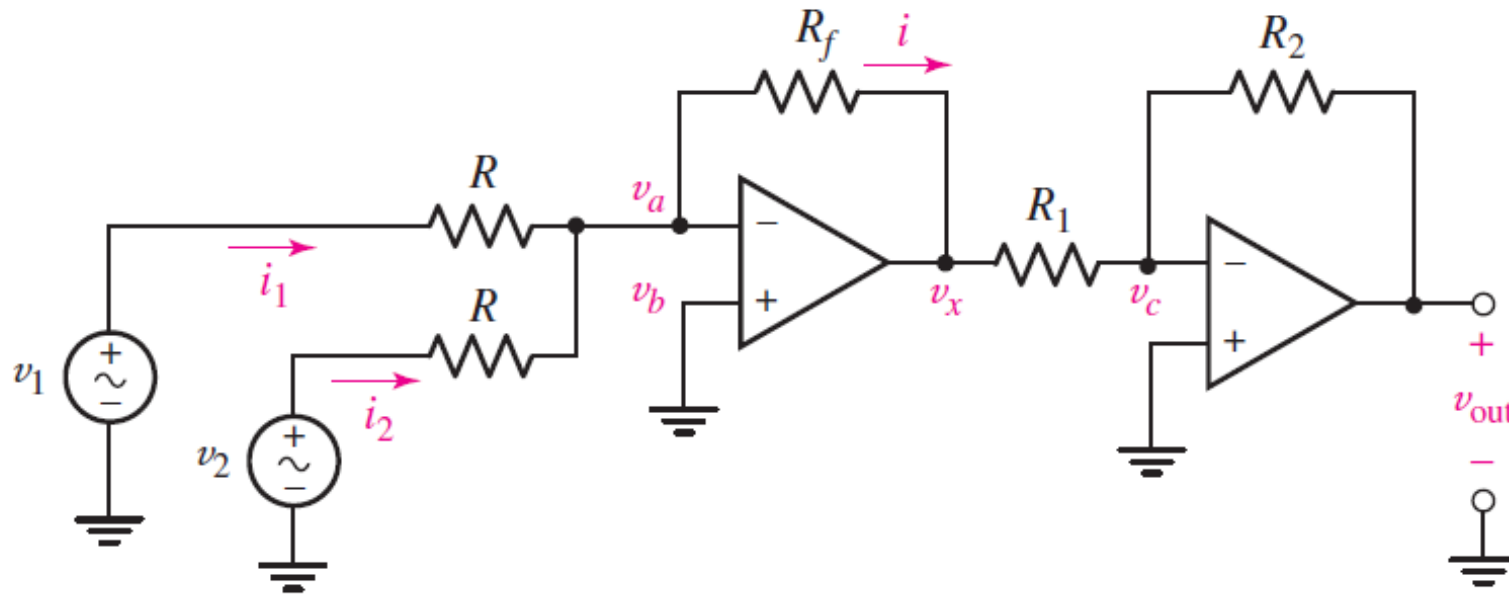 R_f
i
R_2
R
v_a
R_1
i_1
R
v_b
v_x
v_c
v_1
+
−
i_2
v_2
+
−
−
+
−
+
+
v_out
−